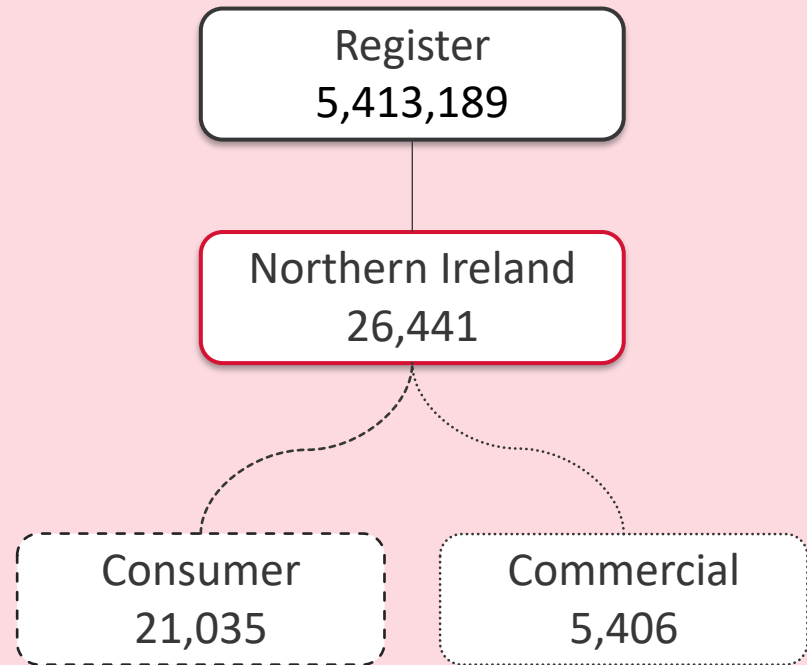 Register
5,413,189
Northern Ireland
26,441
Consumer
21,035
Commercial
5,406